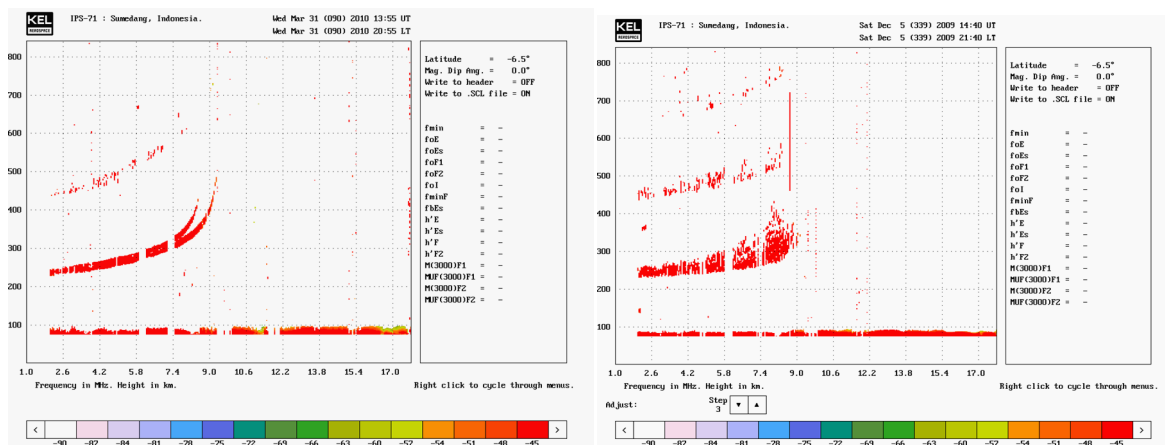 KEL
AEROSPACE
IPS-71 : Sumedang, Indonesia.
Wed Mar 31 (090) 2010 13:55 UT
Wed Mar 31 (090) 2010 20:55 LT
800
700
600
500
400
300
200
100
1.0 2.6 4.2 5.8 7.4 9.0 10.6 12.2 13.8 15.4 17.0
Frequency in MHz. Height in km.
Right click to cycle through menus.
Latitude = -6.5°
Mag. Dip Ang. = 0.0°
Write to header = OFF
Write to .SCL file = ON
fmin = -
foE = -
foEs = -
foF1 = -
foF2 = -
foI = -
fminF = -
fbEs = -
h'E = -
h'Es = -
h'F = -
h'F2 = -
M(3000)F1 = -
MUF(3000)F1 = -
M(3000)F2 = -
MUF(3000)F2 = -
< >
-90 -87 -84 -81 -78 -75 -72 -69 -66 -63 -60 -57 -54 -51 -48 -45
KEL
AEROSPACE
IPS-71 : Sumedang, Indonesia.
Sat Dec 5 (339) 2009 14:40 UT
Sat Dec 5 (339) 2009 21:40 LT
800
700
600
500
400
300
200
100
1.0 2.6 4.2 5.8 7.4 9.0 10.6 12.2 13.8 15.4 17.0
Frequency in MHz. Height in km.
Right click to cycle through menus.
Latitude = -6.5°
Mag. Dip Ang. = 0.0°
Write to header = OFF
Write to .SCL file = ON
fmin = -
foE = -
foEs = -
foF1 = -
foF2 = -
foI = -
fminF = -
fbEs = -
h'E = -
h'Es = -
h'F = -
h'F2 = -
M(3000)F1 = -
MUF(3000)F1 = -
M(3000)F2 = -
MUF(3000)F2 = -
Adjust:
Step
3 ▼ ▲
< >
-90 -87 -84 -81 -78 -75 -72 -69 -66 -63 -60 -57 -54 -51 -48 -45